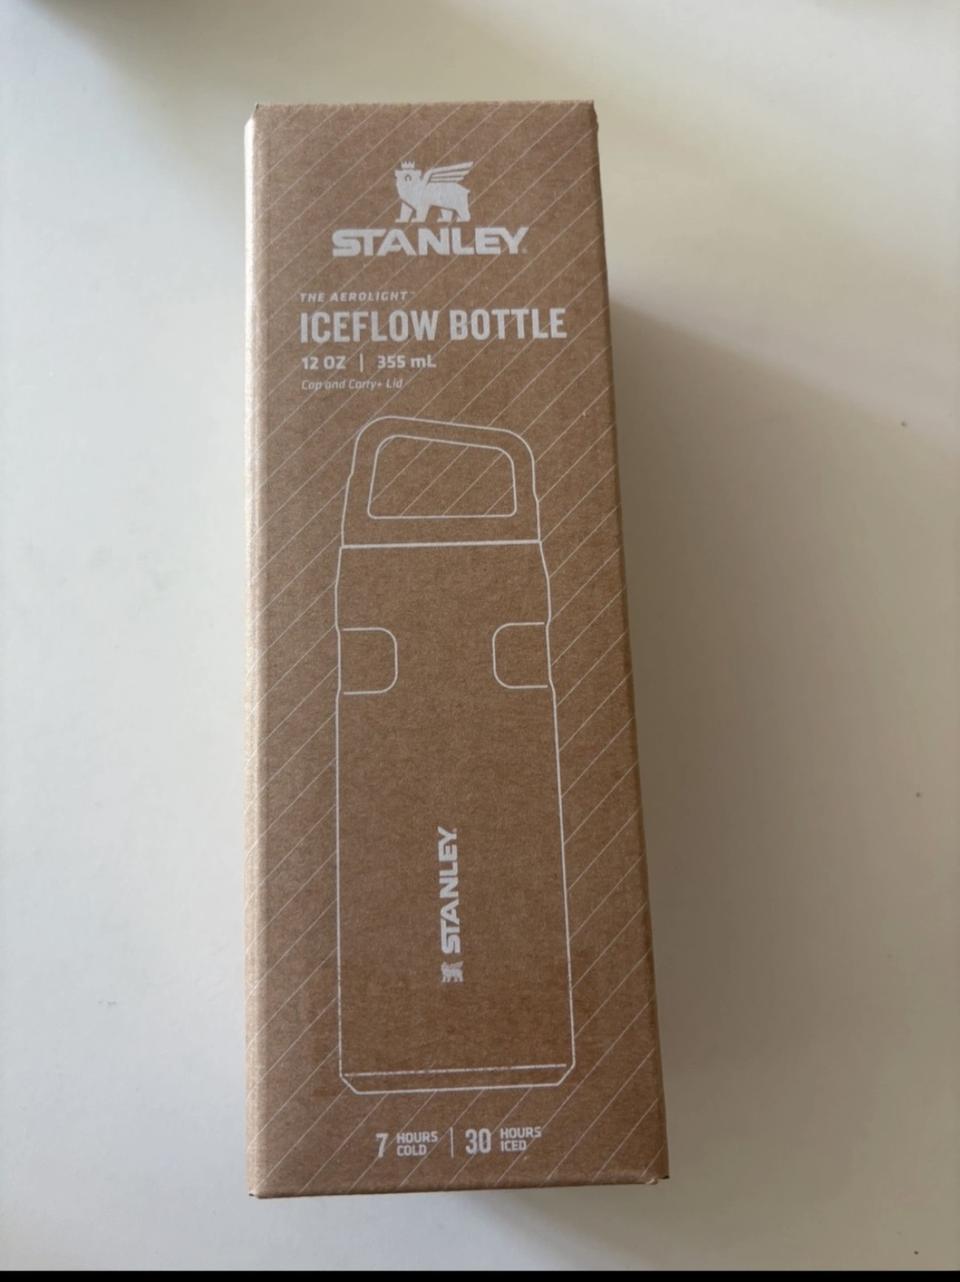 STANLEY
THE AEROLIGHT™
ICEFLOW BOTTLE
12 OZ | 355 mL
Cap and Carry+ Lid
STANLEY
7 HOURS COLD | 30 HOURS ICED